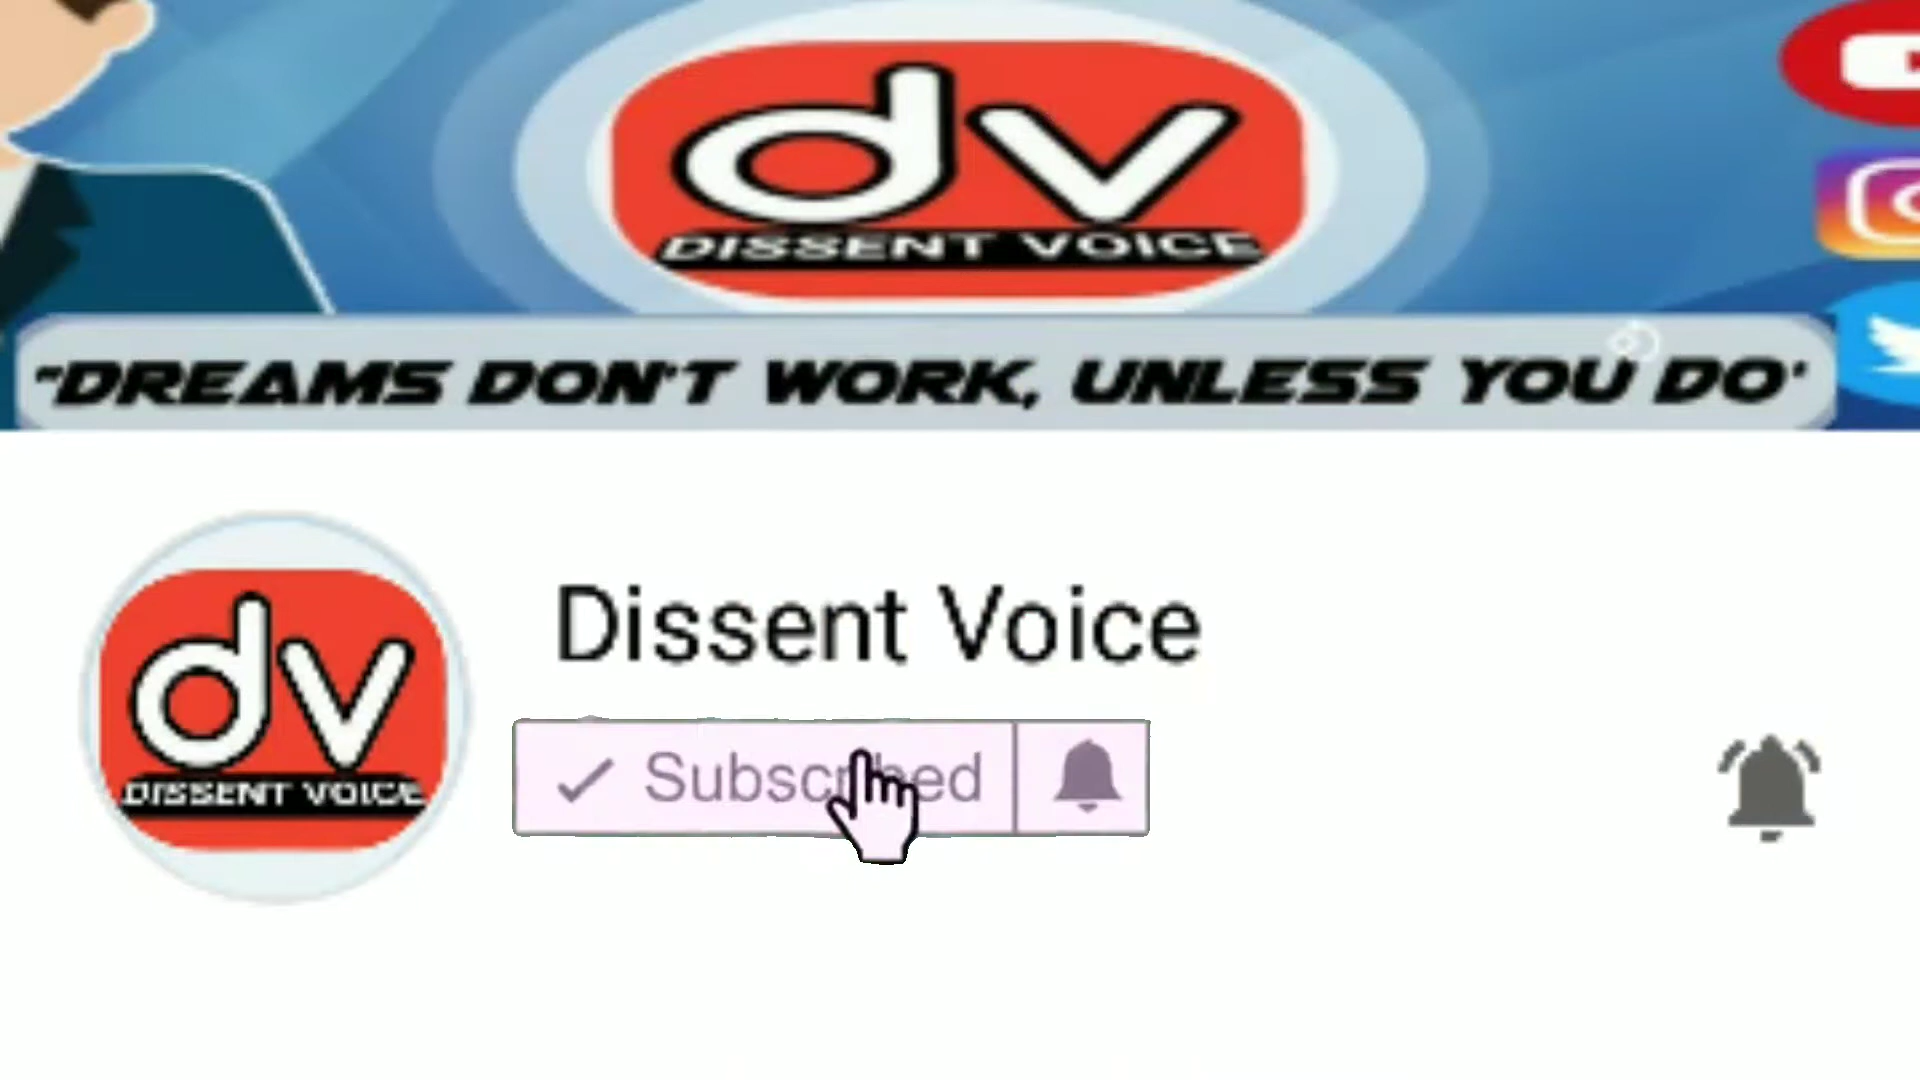 dv
DISSENT VOICE
"DREAMS DON'T WORK, UNLESS YOU DO"
dv
DISSENT VOICE
Dissent Voice
Subscribed